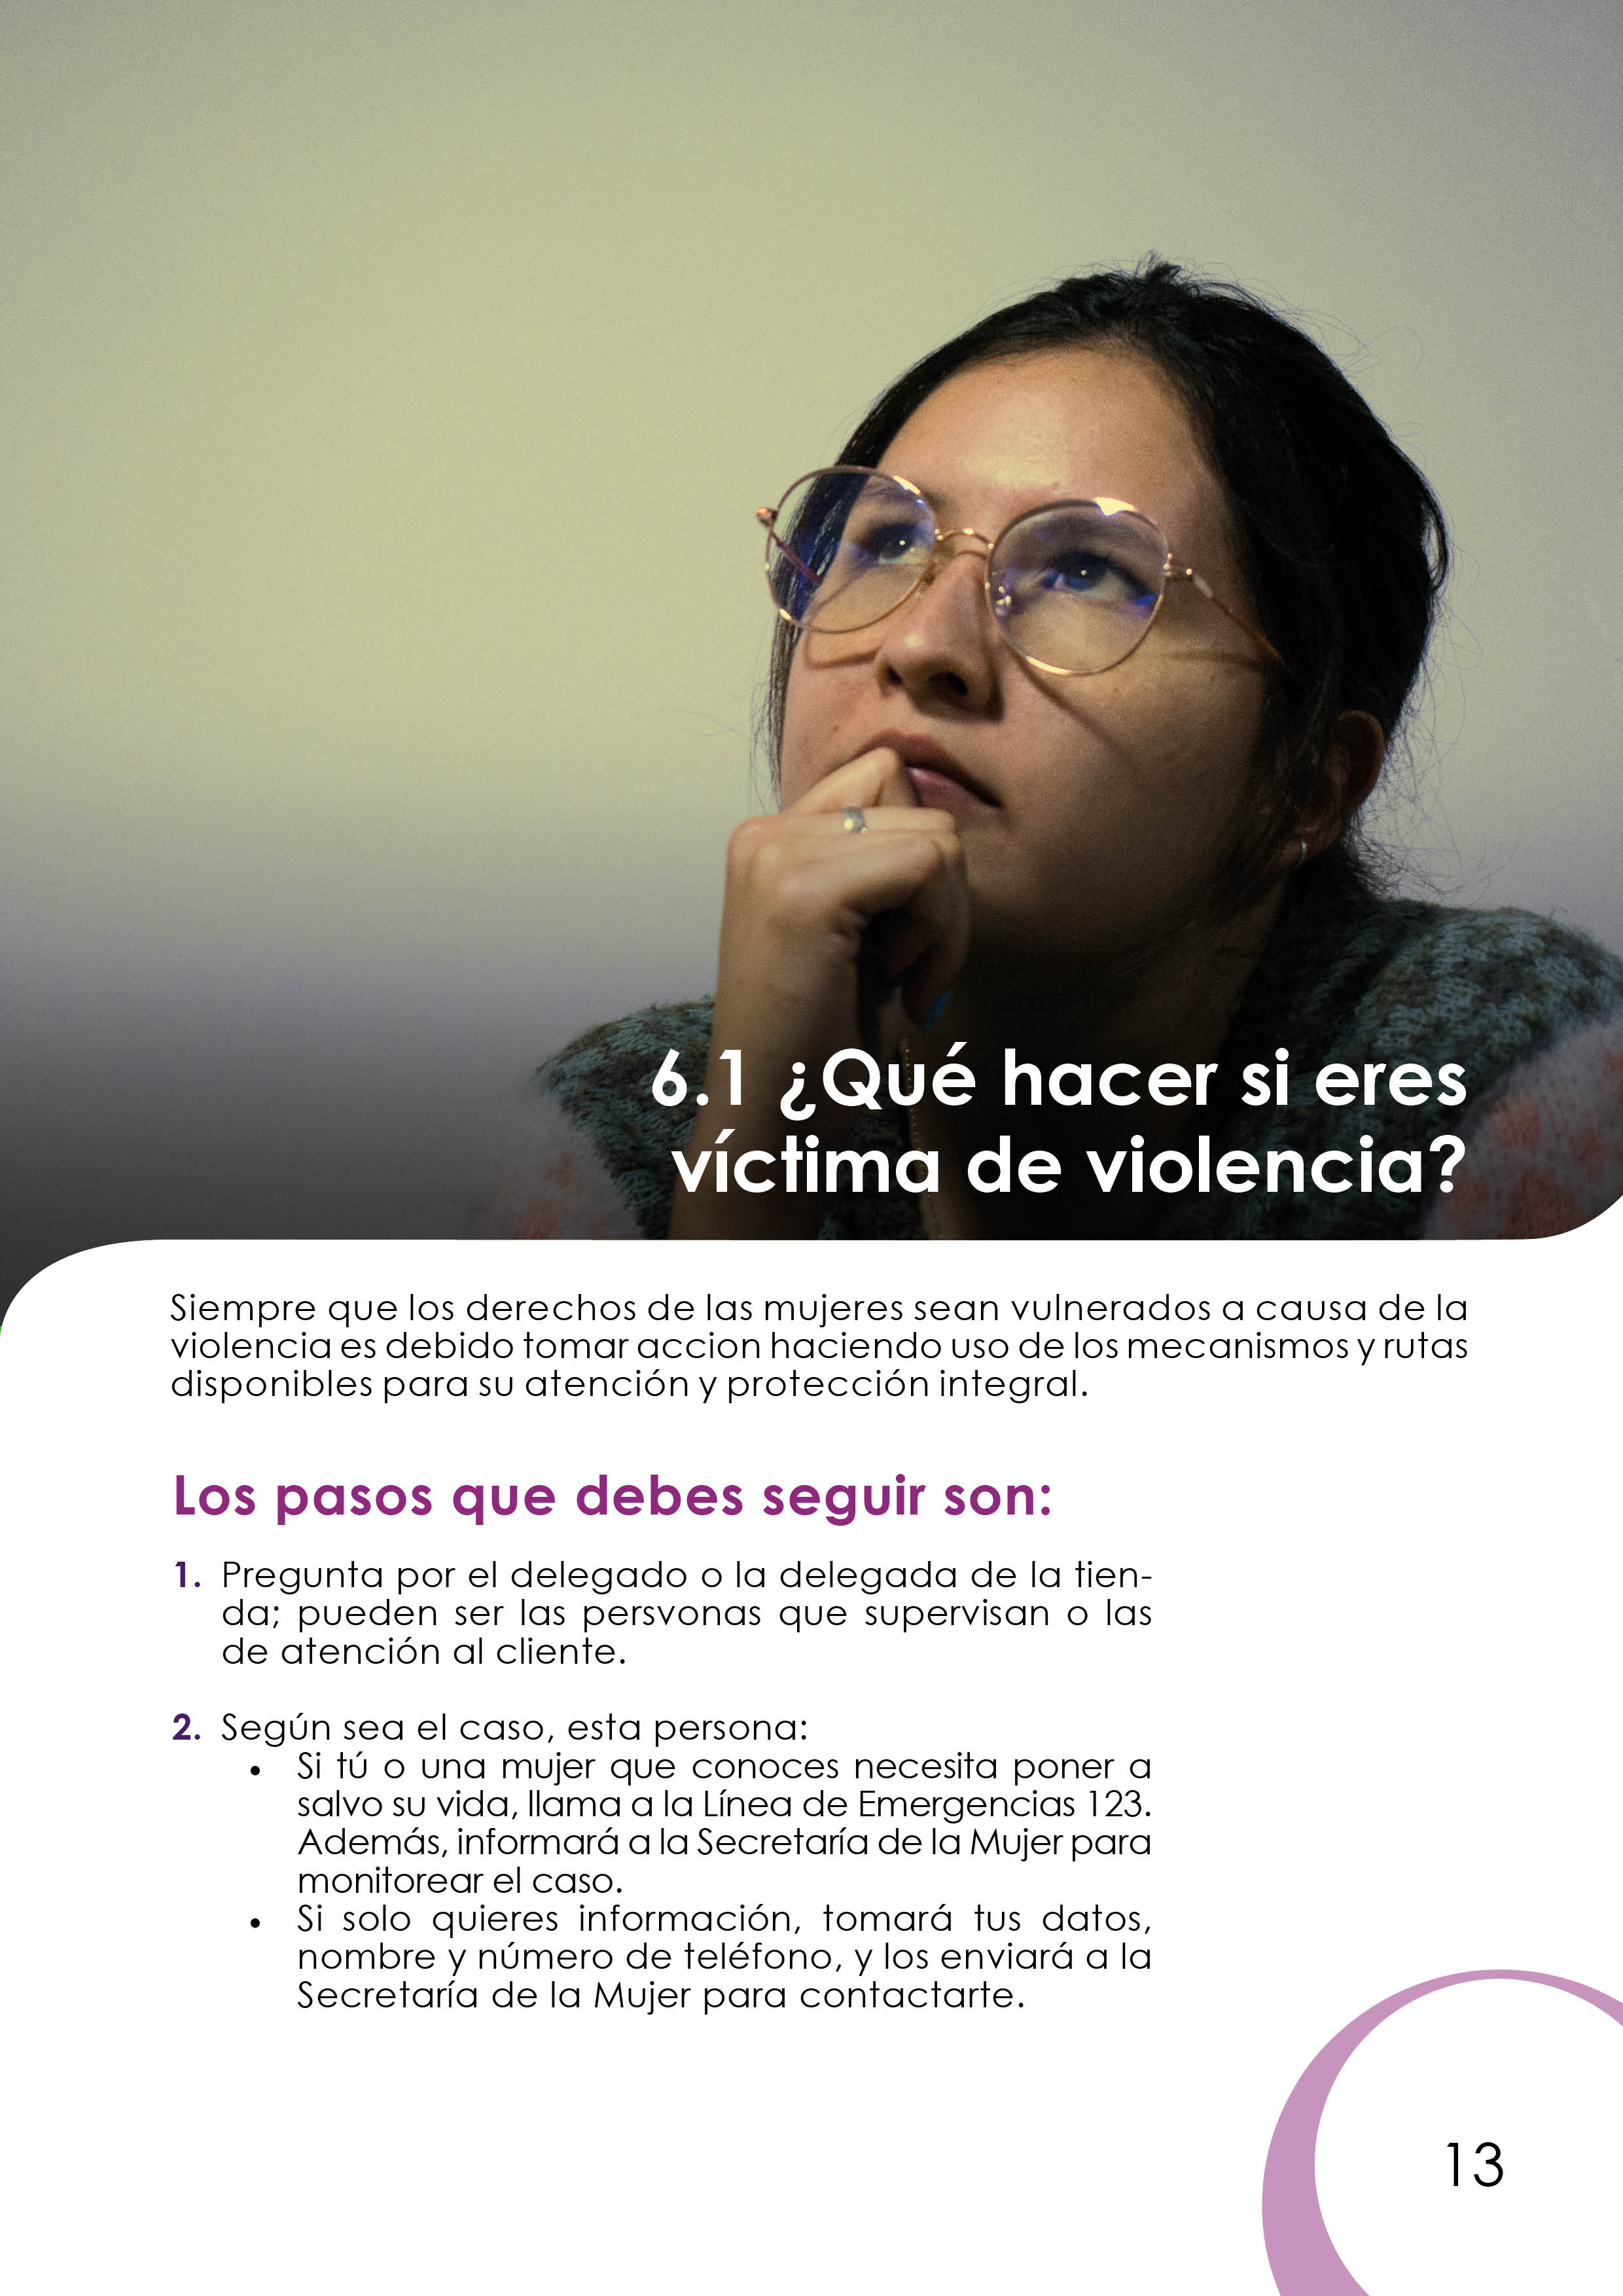 6.1 ¿Qué hacer si eres
víctima de violencia?
Siempre que los derechos de las mujeres sean vulnerados a causa de la
violencia es debido tomar accion haciendo uso de los mecanismos y rutas
disponibles para su atención y protección integral.
Los pasos que debes seguir son:
1. Pregunta por el delegado o la delegada de la tien-
da; pueden ser las persvonas que supervisan o las
de atención al cliente.
2. Según sea el caso, esta persona:
• Si tú o una mujer que conoces necesita poner a
salvo su vida, llama a la Línea de Emergencias 123.
Además, informará a la Secretaría de la Mujer para
monitorear el caso.
• Si solo quieres información, tomará tus datos,
nombre y número de teléfono, y los enviará a la
Secretaría de la Mujer para contactarte.
13